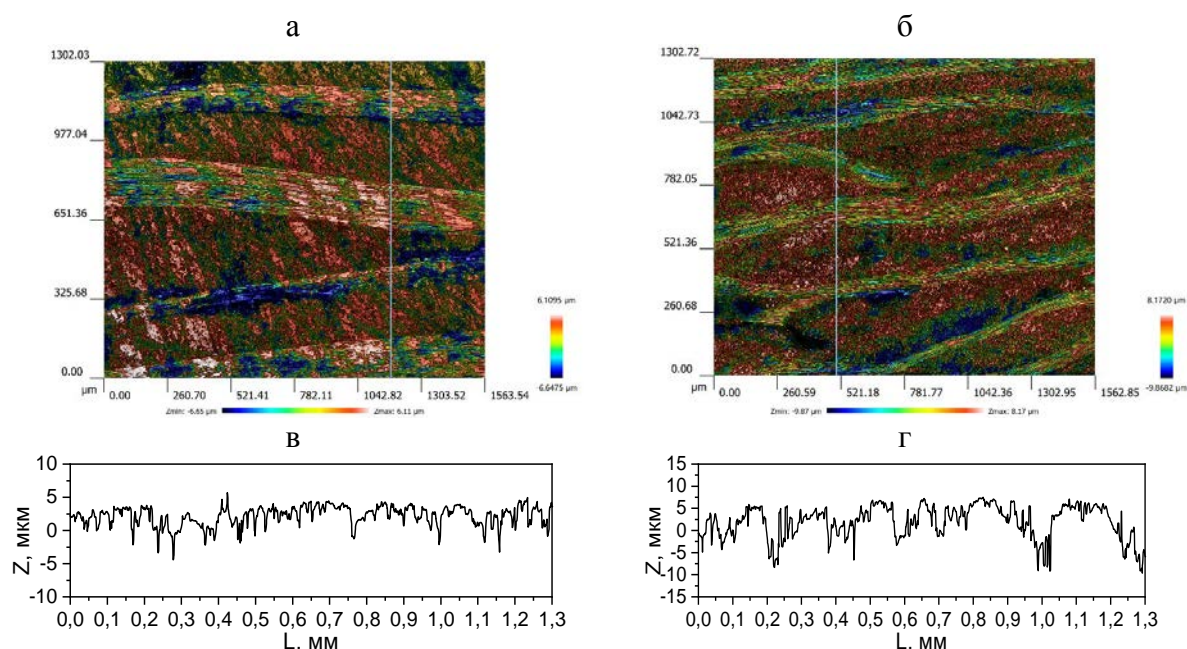 а
1302.03
977.04
651.36
325.68
0.00
μm
0.00 260.70 521.41 782.11 1042.82 1303.52 1563.54
Zmin: -6.65 μm Zmax: 6.11 μm
6.1095 μm
-6.6475 μm
б
1302.72
1042.73
782.05
521.36
260.68
0.00
μm
0.00 260.59 521.18 781.77 1042.36 1302.95 1562.85
Zmin: -9.87 μm Zmax: 8.17 μm
8.1720 μm
-9.8682 μm
в
Z, мкм
10
5
0
-5
-10
0,0 0,1 0,2 0,3 0,4 0,5 0,6 0,7 0,8 0,9 1,0 1,1 1,2 1,3
L, мм
г
Z, мкм
15
10
5
0
-5
-10
-15
0,0 0,1 0,2 0,3 0,4 0,5 0,6 0,7 0,8 0,9 1,0 1,1 1,2 1,3
L, мм